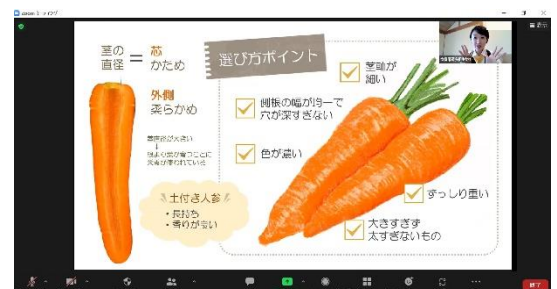 茎の
直径
=
芯
かため
外側
柔らかめ
土付き人参
・長持ち
・香りが良い
選び方ポイント
茎軸が
細い
側根の幅が均一で
穴が深すぎない
色が濃い
ずっしり重い
大きすぎず
太すぎないもの
終了